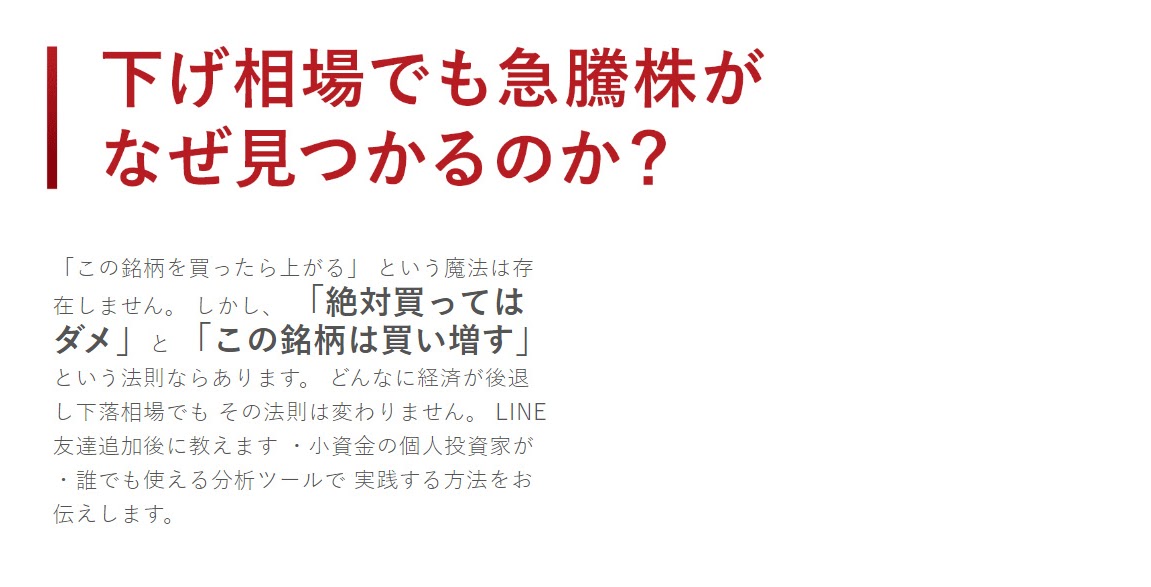 下げ相場でも急騰株が
なぜ見つかるのか？
「この銘柄を買ったら上がる」 という魔法は存
在しません。 しかし、 「絶対買っては
ダメ」 と 「この銘柄は買い増す」
という法則ならあります。 どんなに経済が後退
し下落相場でも その法則は変わりません。 LINE
友達追加後に教えます ・小資金の個人投資家が
・誰でも使える分析ツールで 実践する方法をお
伝えします。